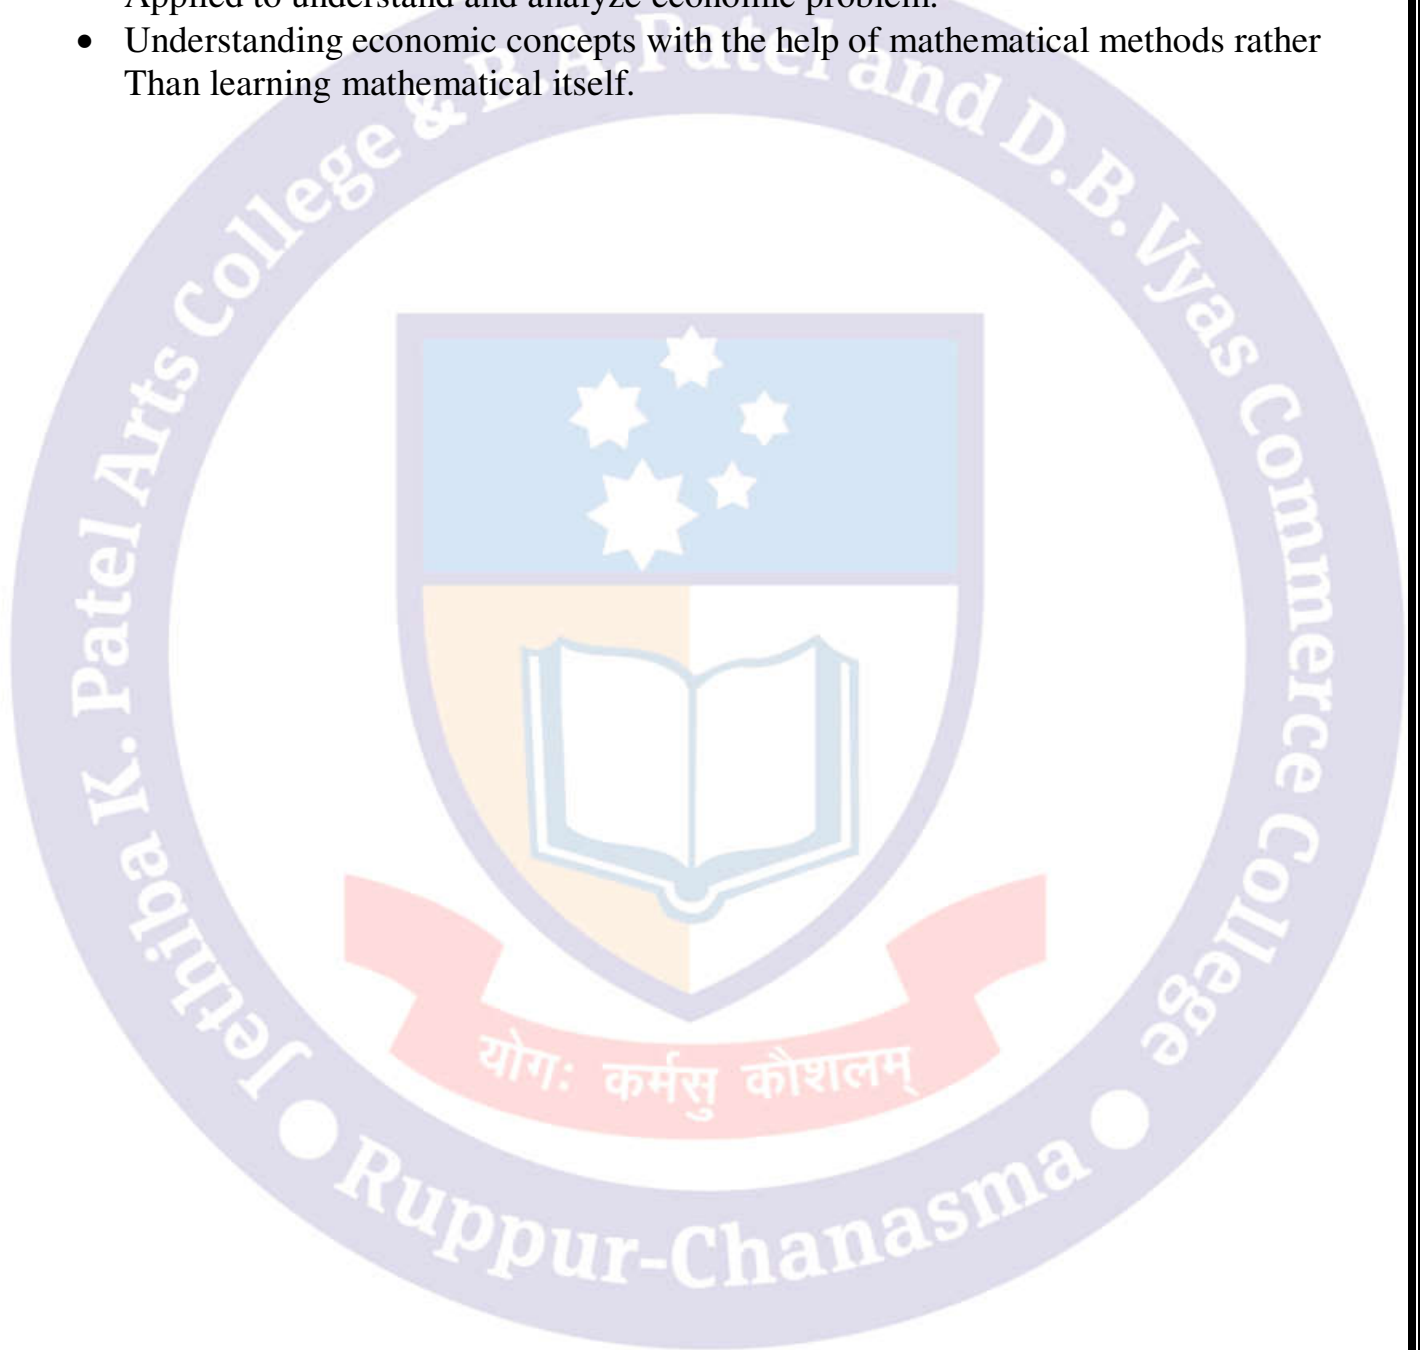 Applied to understand and analyze economic problem.
• Understanding economic concepts with the help of mathematical methods rather
Than learning mathematical itself.
Jethiba K. Patel Arts College & B.A.Patel and D.B.Vyas Commerce College
योगः कर्मसु कौशलम्
Ruppur-Chanasma